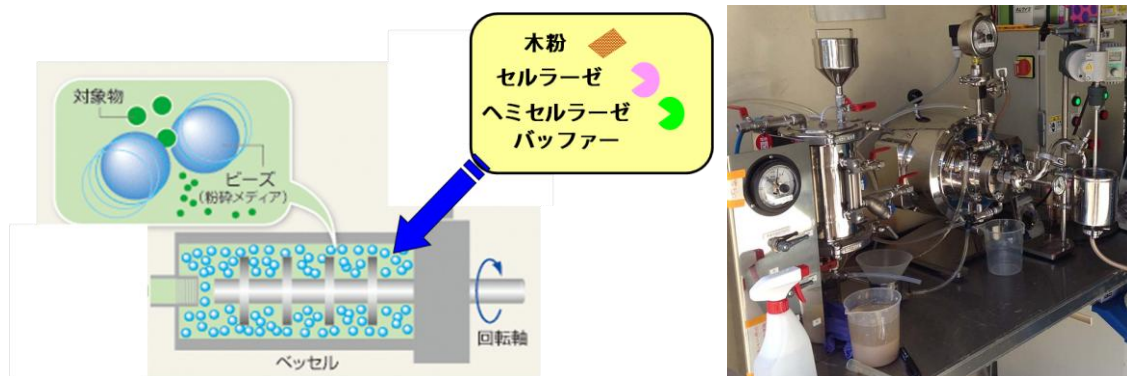 木粉
セルラーゼ
ヘミセルラーゼ
バッファー
対象物
ビーズ
(粉砕メディア)
回転軸
ベッセル